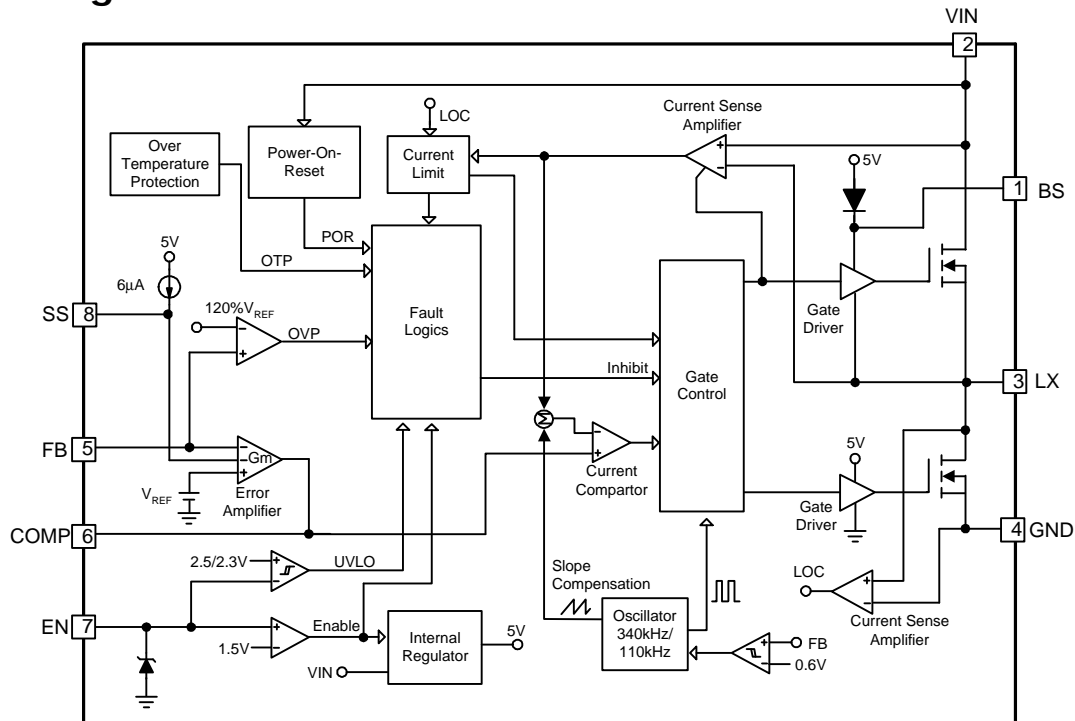 VIN
2
Current Sense
Amplifier
LOC
Over
Temperature
Protection
Power-On-
Reset
Current
Limit
+
−
5V
1
BS
POR
OTP
5V
6µA
SS
8
120%VREF
−
+
OVP
Fault
Logics
Gate
Driver
Inhibit
Gate
Control
3
LX
Σ
−
+
Current
Compartor
FB
5
−
−
+
Gm
VREF
Error
Amplifier
5V
Gate
Driver
COMP
6
4
GND
2.5/2.3V
+
−
UVLO
Slope
Compensation
LOC
+
−
Current Sense
Amplifier
EN
7
+
1.5V
−
Enable
Internal
Regulator
5V
VIN
Oscillator
340kHz/
110kHz
+
FB
−
0.6V